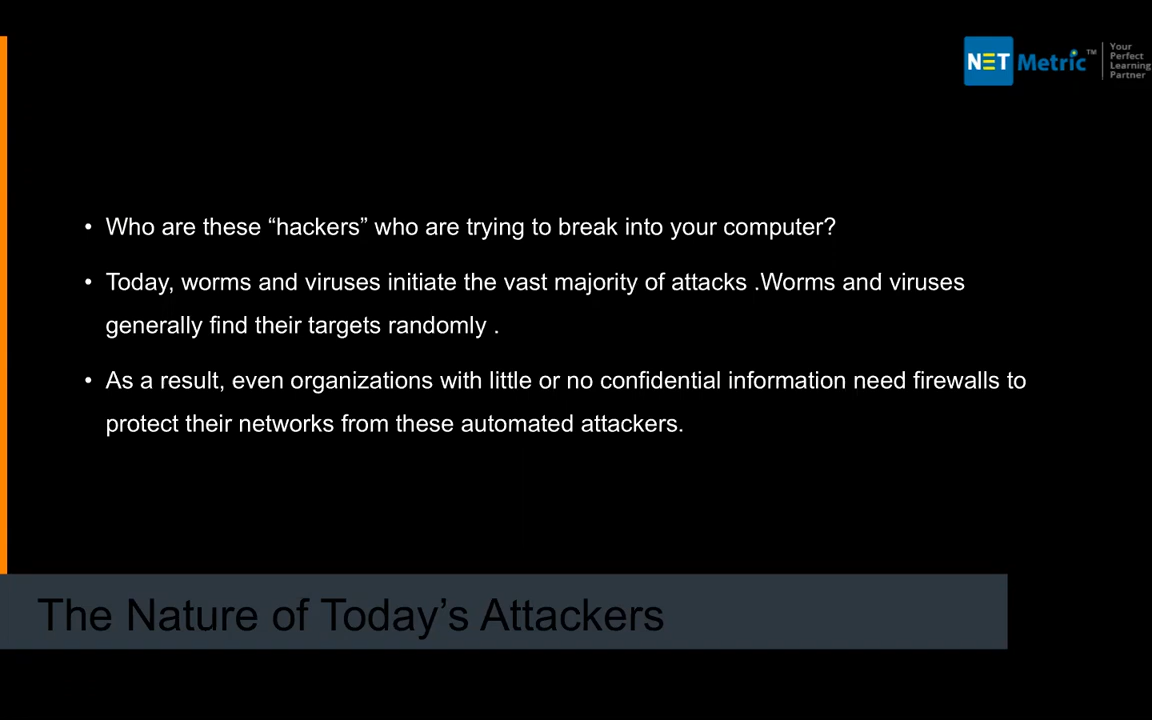 NET Metric™
Your
Perfect
Learning
Partner
• Who are these “hackers” who are trying to break into your computer?
• Today, worms and viruses initiate the vast majority of attacks .Worms and viruses
generally find their targets randomly .
• As a result, even organizations with little or no confidential information need firewalls to
protect their networks from these automated attackers.
The Nature of Today’s Attackers